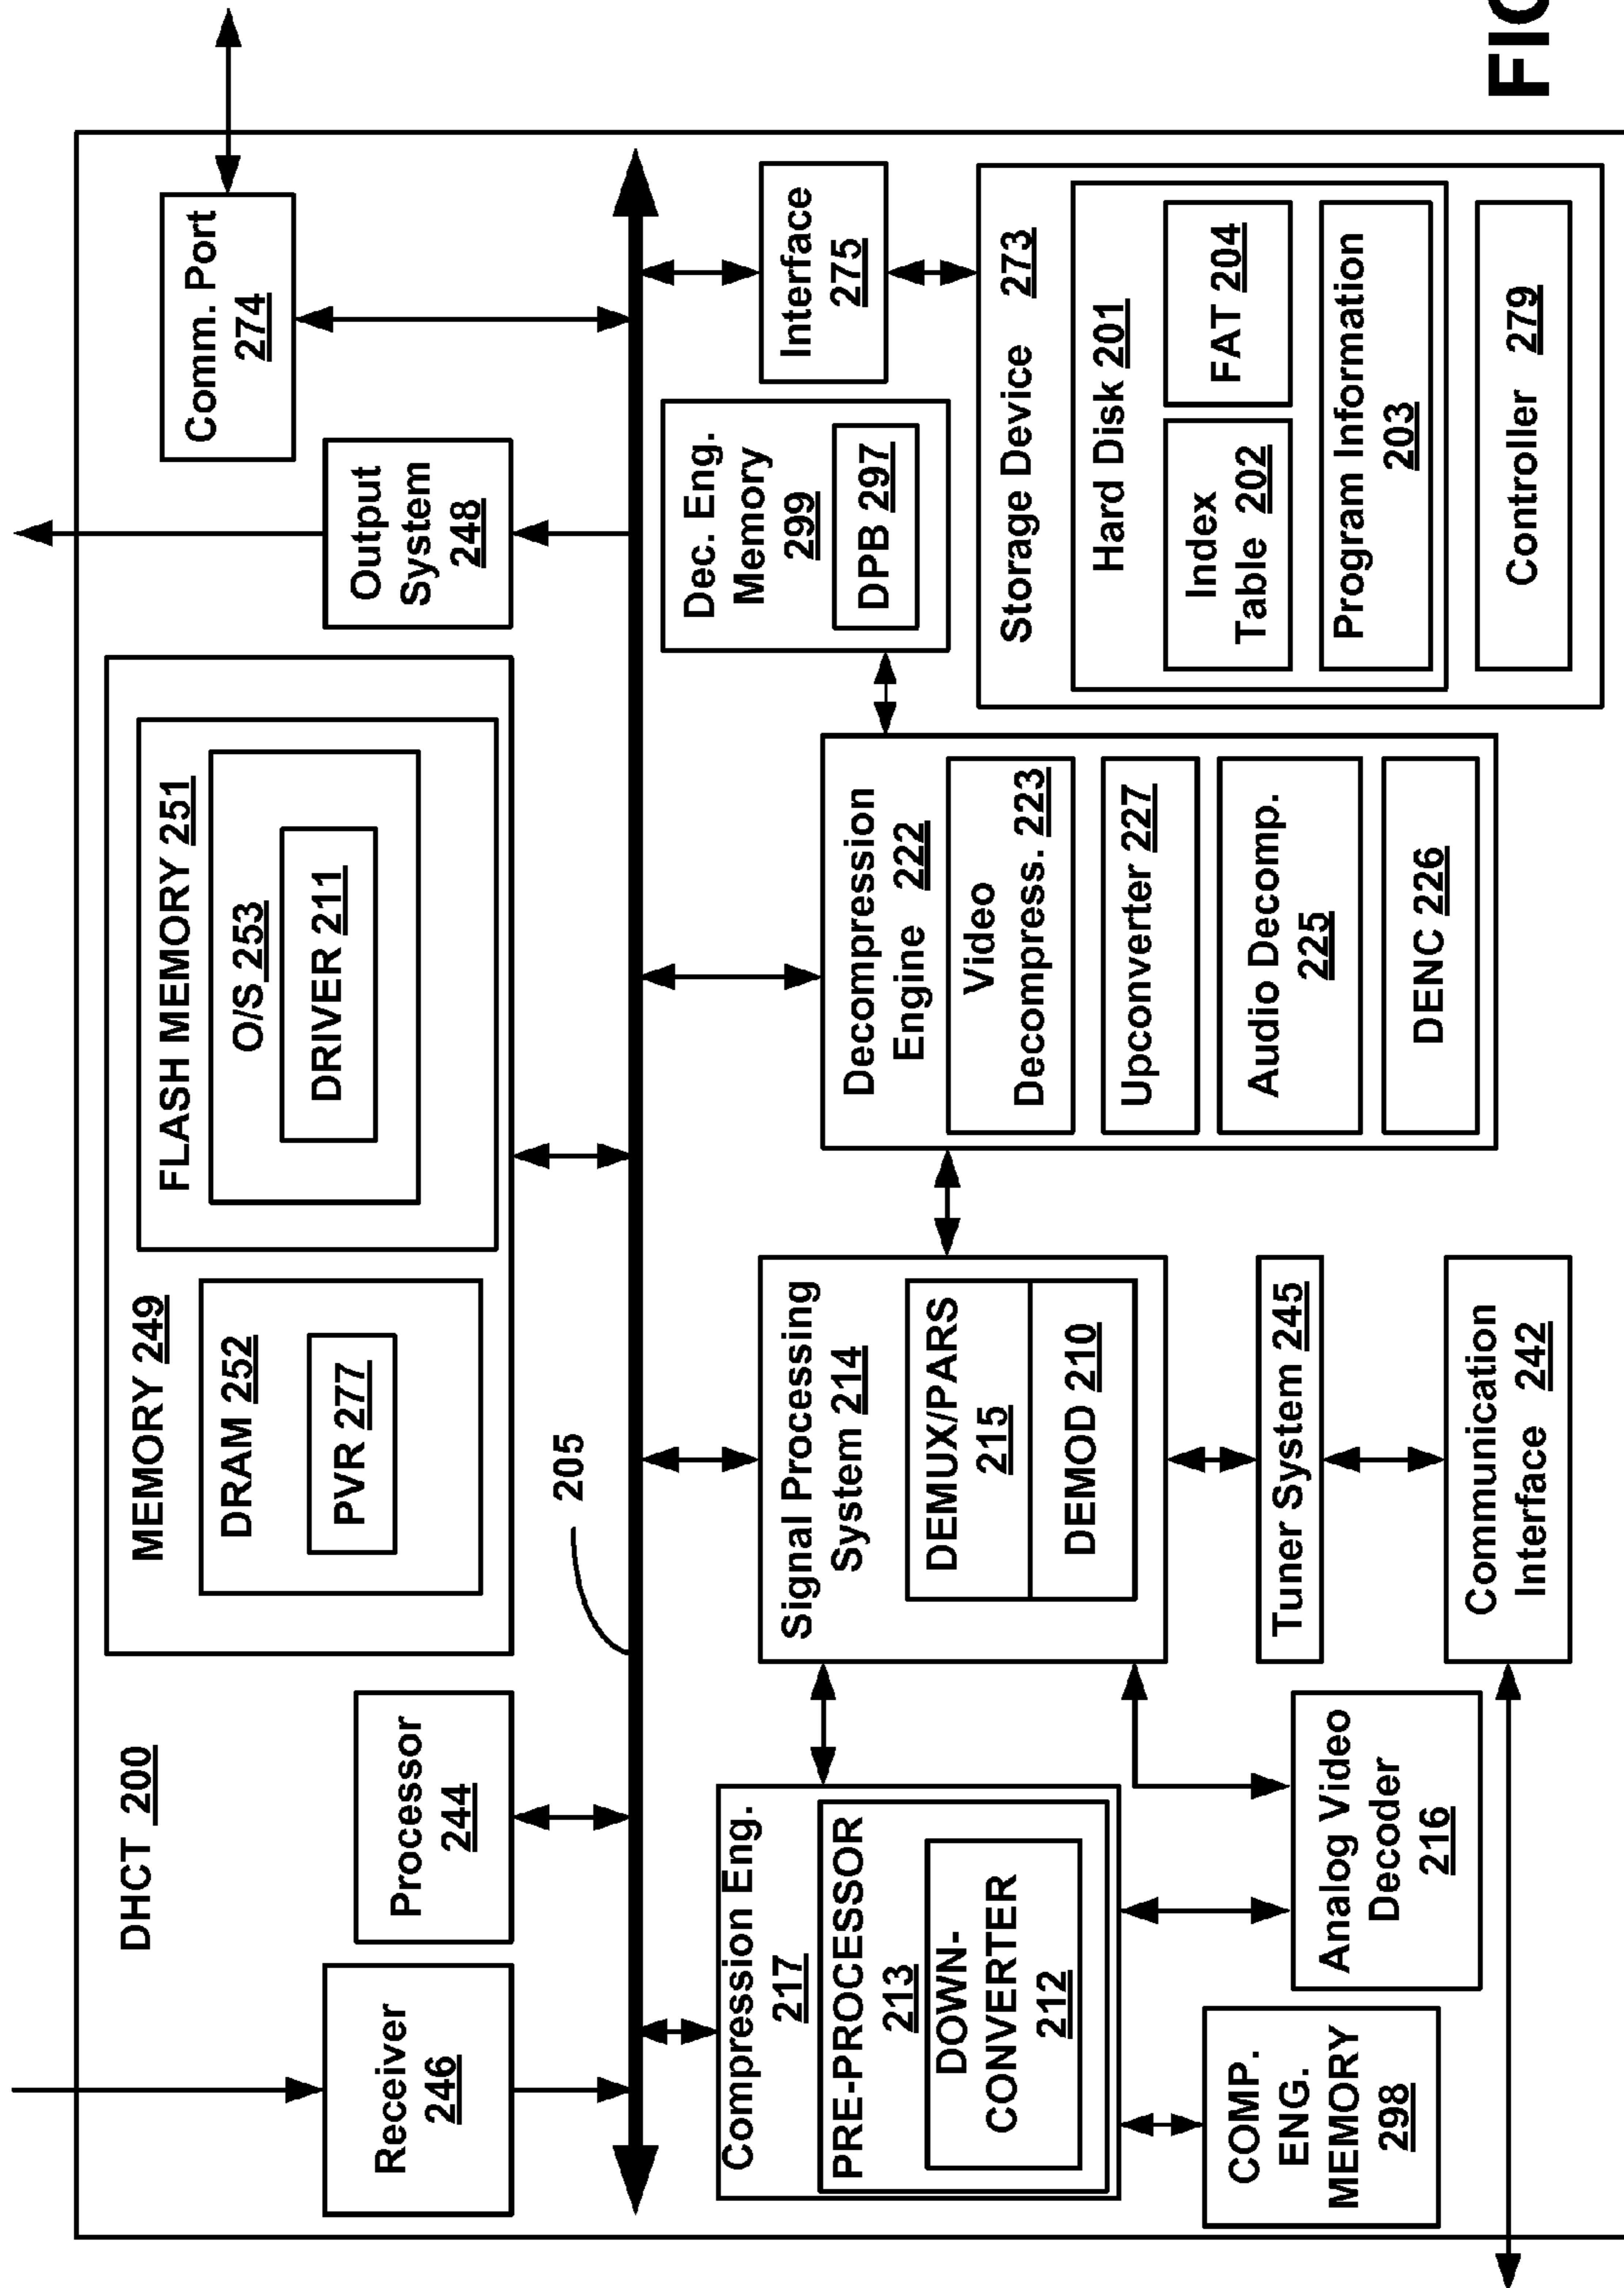 DHCT 200
Receiver
246
Processor
244
MEMORY 249
DRAM 252
PVR 277
FLASH MEMORY 251
O/S 253
DRIVER 211
Output
System
248
Comm. Port
274
205
Compression Eng.
217
PRE-PROCESSOR
213
DOWN-
CONVERTER
212
COMP.
ENG.
MEMORY
298
Analog Video
Decoder
216
Signal Processing
System 214
DEMUX/PARS
215
DEMOD 210
Tuner System 245
Communication
Interface 242
Decompression
Engine 222
Video
Decompress. 223
Upconverter 227
Audio Decomp.
225
DENC 226
Dec. Eng.
Memory
299
DPB 297
Interface
275
Storage Device 273
Hard Disk 201
Index
Table 202
FAT 204
Program Information
203
Controller 279